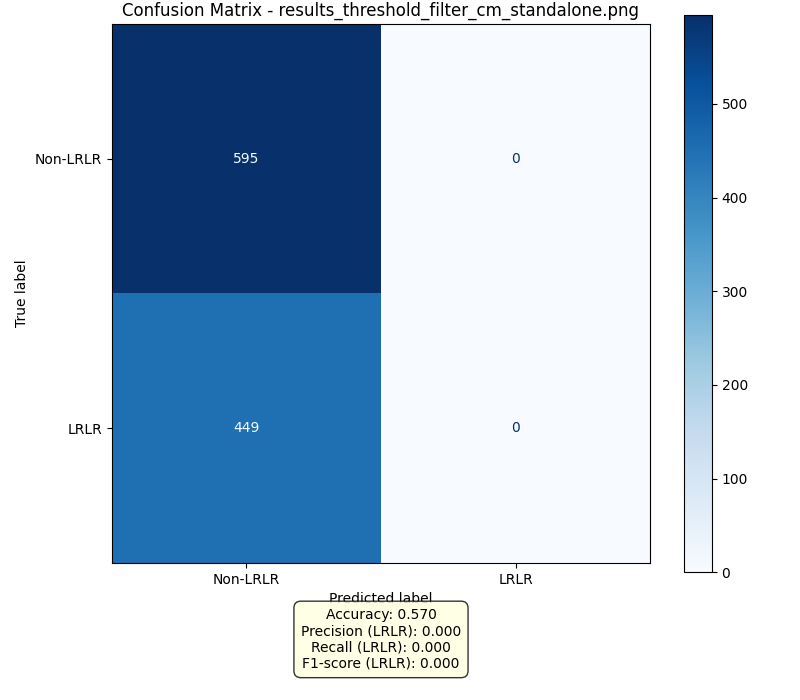 Confusion Matrix - results_threshold_filter_cm_standalone.png
True label
Non-LRLR
LRLR
595
0
449
0
Non-LRLR
LRLR
Predicted label
500
400
300
200
100
0
Accuracy: 0.570
Precision (LRLR): 0.000
Recall (LRLR): 0.000
F1-score (LRLR): 0.000